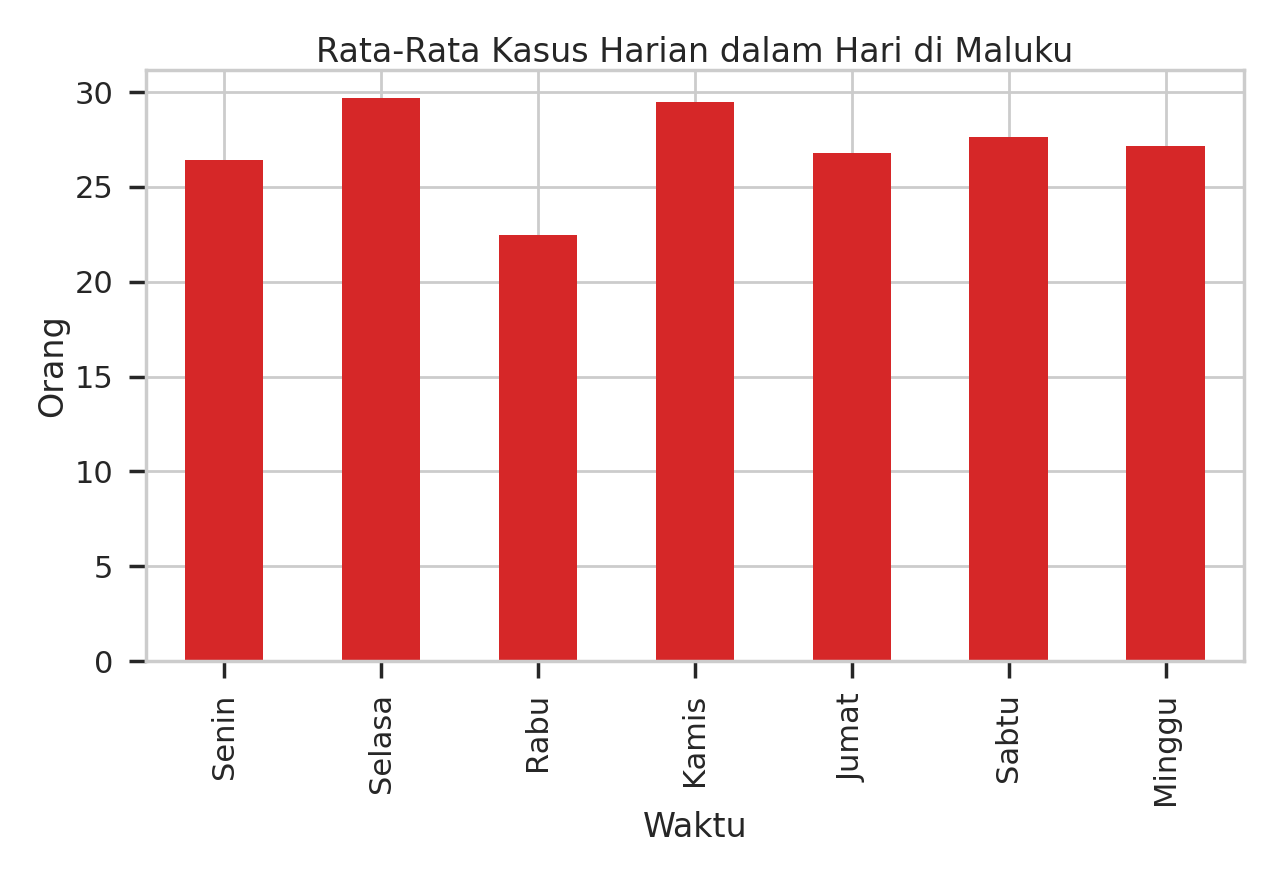 Rata-Rata Kasus Harian dalam Hari di Maluku
30
25
20
15
10
5
0
Orang
Senin
Selasa
Rabu
Kamis
Jumat
Sabtu
Minggu
Waktu